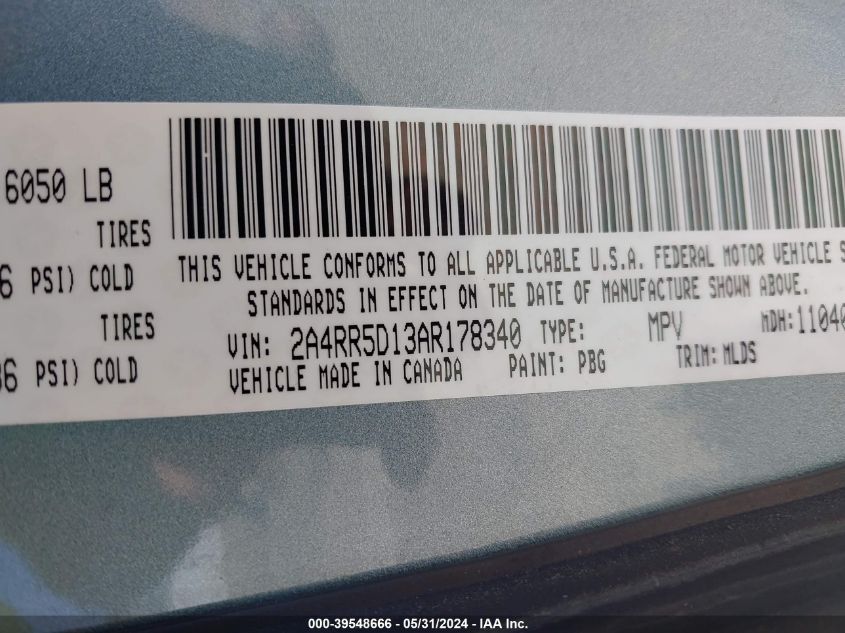 6050 LB
TIRES
6 PSI) COLD
TIRES
36 PSI) COLD
THIS VEHICLE CONFORMS TO ALL APPLICABLE U.S.A. FEDERAL MOTOR VEHICLE S
STANDARDS IN EFFECT ON THE DATE OF MANUFACTURE SHOWN ABOVE.
VIN: 2A4RR5D13AR178340 TYPE: MPV MDH:11040
VEHICLE MADE IN CANADA PAINT: PBG TRIM: MLDS
000-39548666 - 05/31/2024 - IAA Inc.